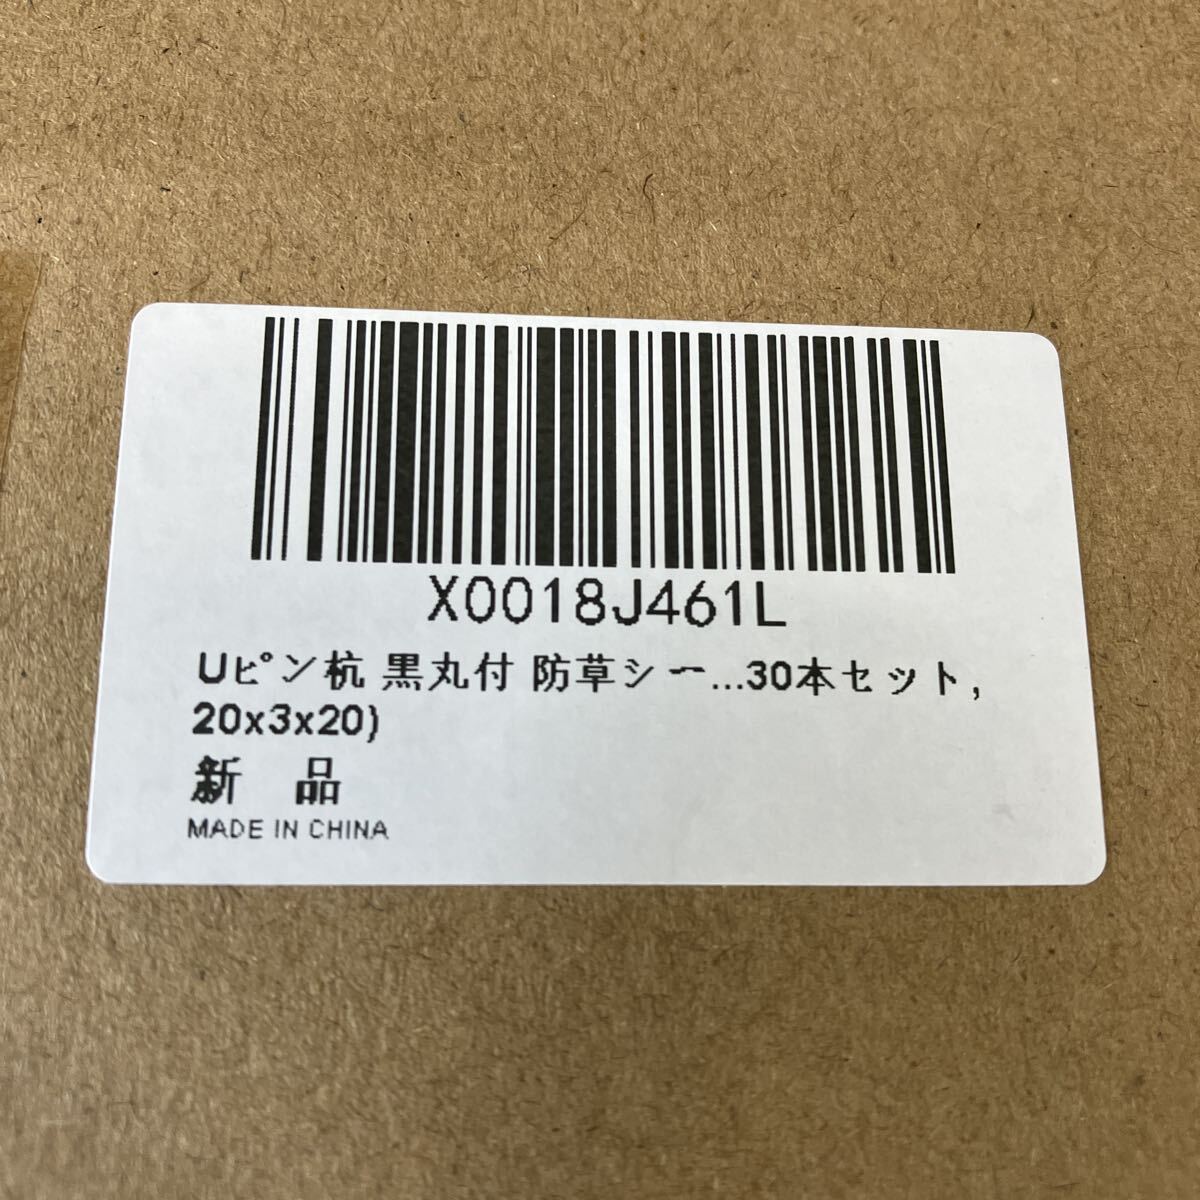 X0018J461L
Uピン杭 黒丸付 防草シー...30本セット,
20x3x20)
新 品
MADE IN CHINA